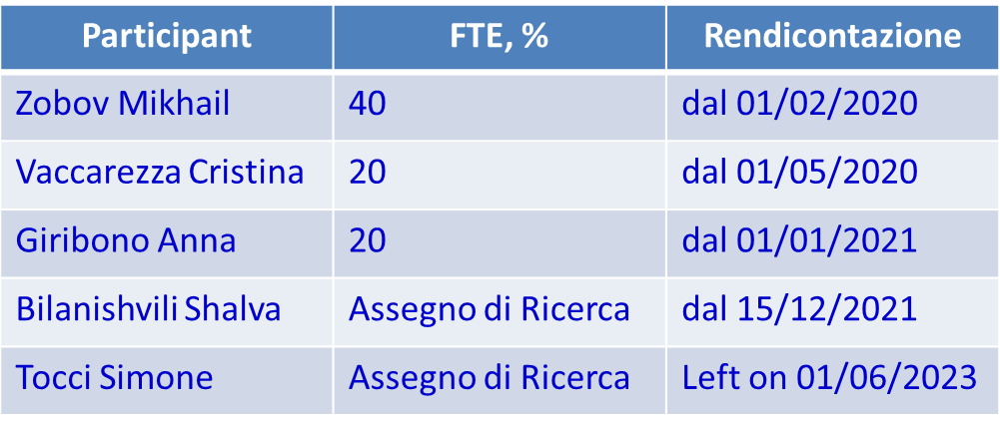 Participant FTE, % Rendicontazione
Zobov Mikhail 40 dal 01/02/2020
Vaccarezza Cristina 20 dal 01/05/2020
Giribono Anna 20 dal 01/01/2021
Bilanishvili Shalva Assegno di Ricerca dal 15/12/2021
Tocci Simone Assegno di Ricerca Left on 01/06/2023